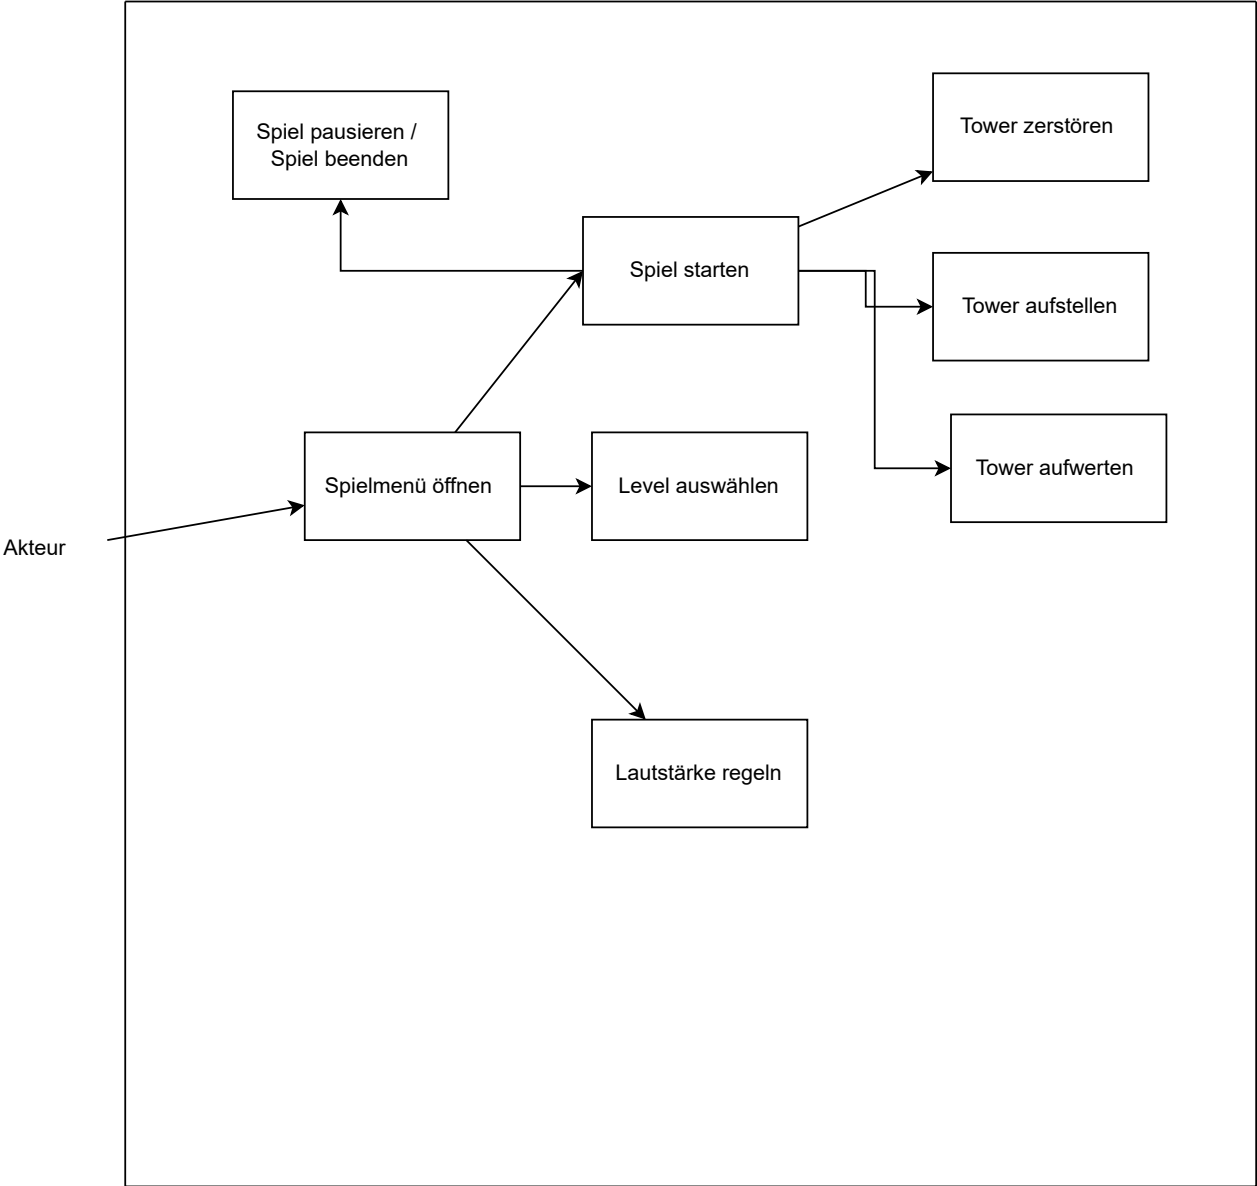 Spiel pausieren /
Spiel beenden
Tower zerstören
Spiel starten
Tower aufstellen
Tower aufwerten
Spielmenü öffnen
Level auswählen
Akteur
Lautstärke regeln